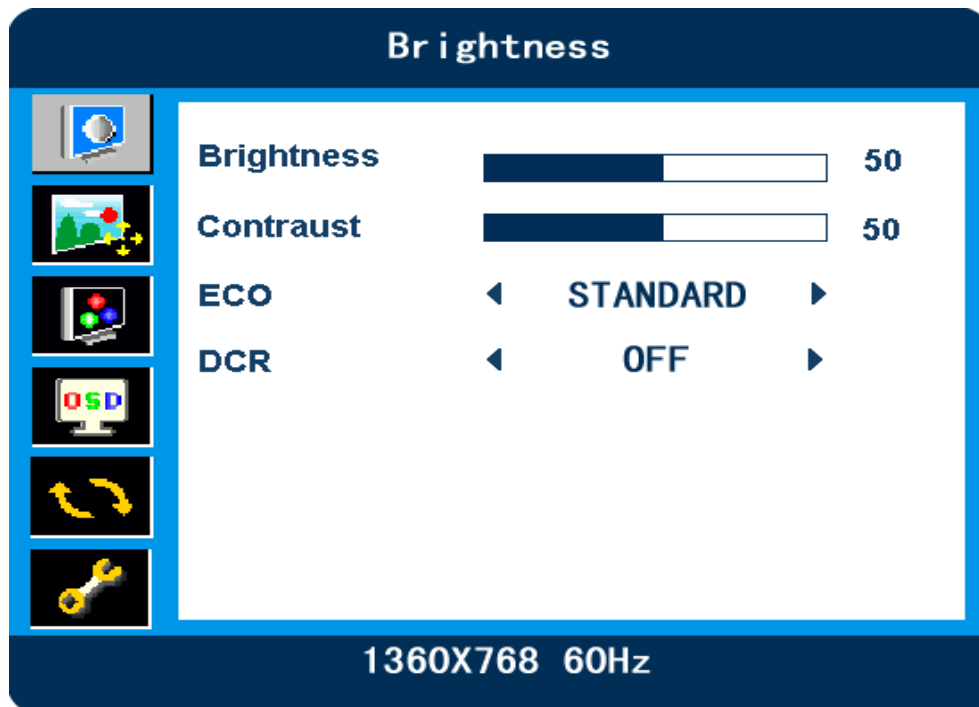 Brightness
Brightness 50
Contraust 50
ECO STANDARD
DCR OFF
OSD
1360X768 60Hz